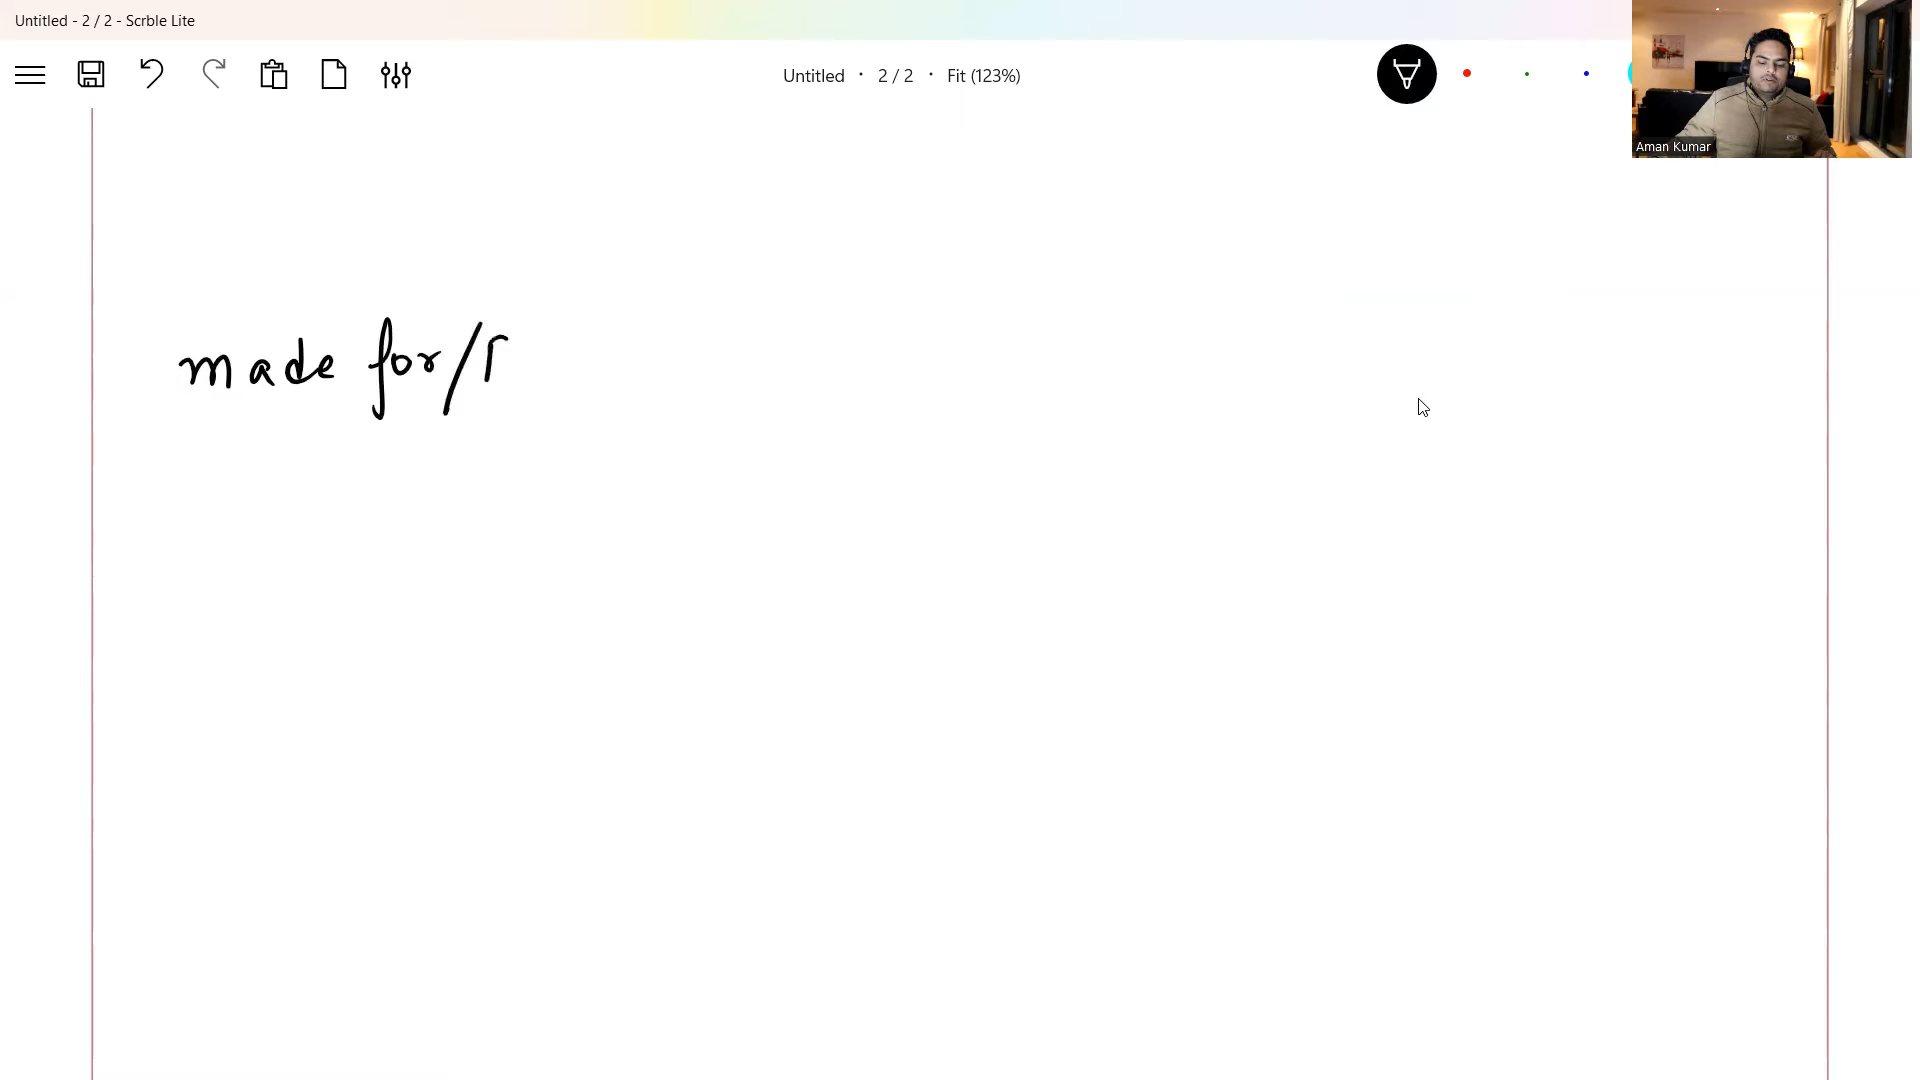 Untitled - 2 / 2 - Scrble Lite
Untitled · 2 / 2 · Fit (123%)
Aman Kumar
made for/r